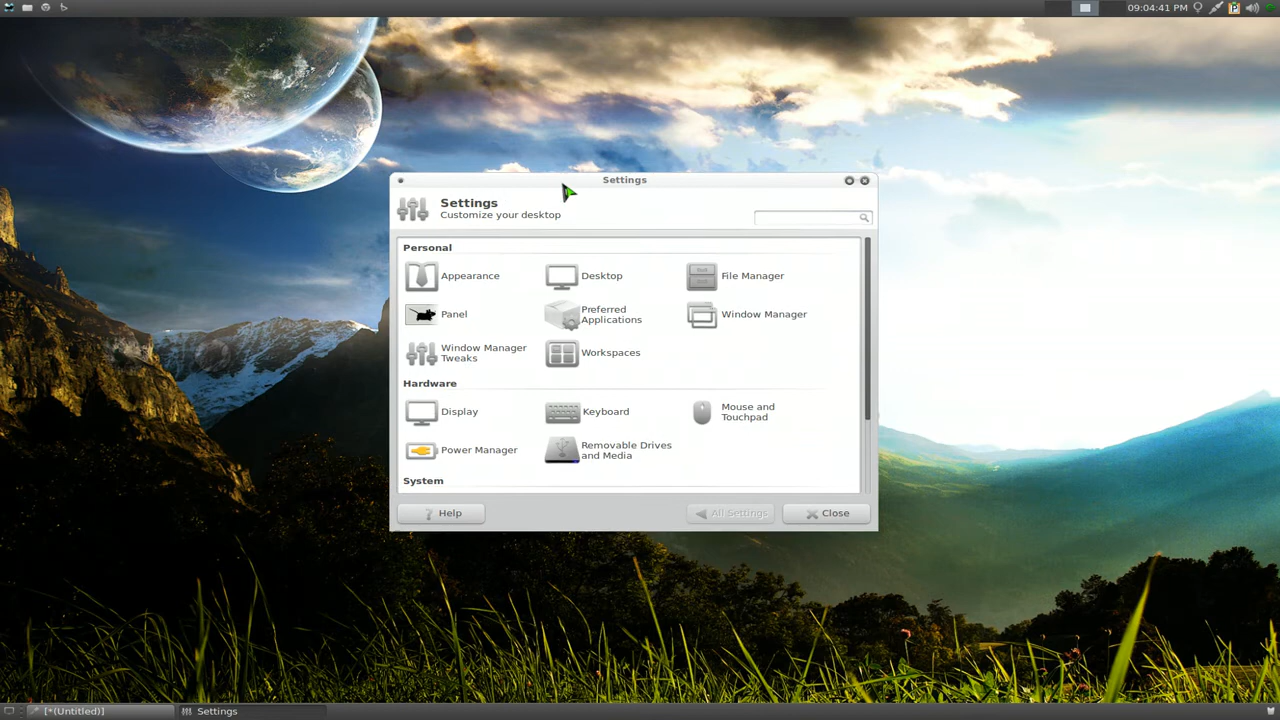 09:04:41 PM
Settings
Settings
Customize your desktop
Personal
Appearance
Desktop
File Manager
Panel
Preferred
Applications
Window Manager
Window Manager
Tweaks
Workspaces
Hardware
Display
Keyboard
Mouse and
Touchpad
Power Manager
Removable Drives
and Media
System
Help
All Settings
Close
[*(Untitled)]
Settings